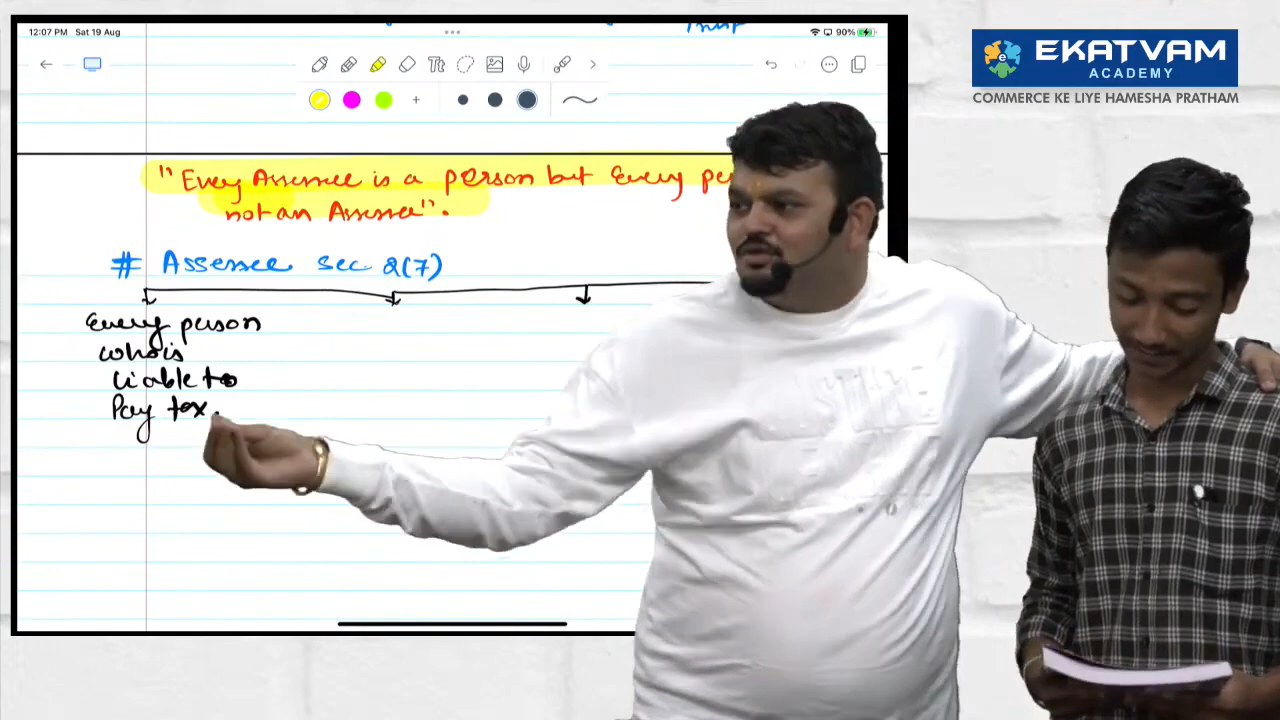 12:07 PM Sat 19 Aug
90%
"Every Assessee is a person but Every
not an Assessee".
# Assessee sec 2(7)
Every person
who is
liable to
Pay tax.
EKATVAM
ACADEMY
COMMERCE KE LIYE HAMESHA PRATHAM